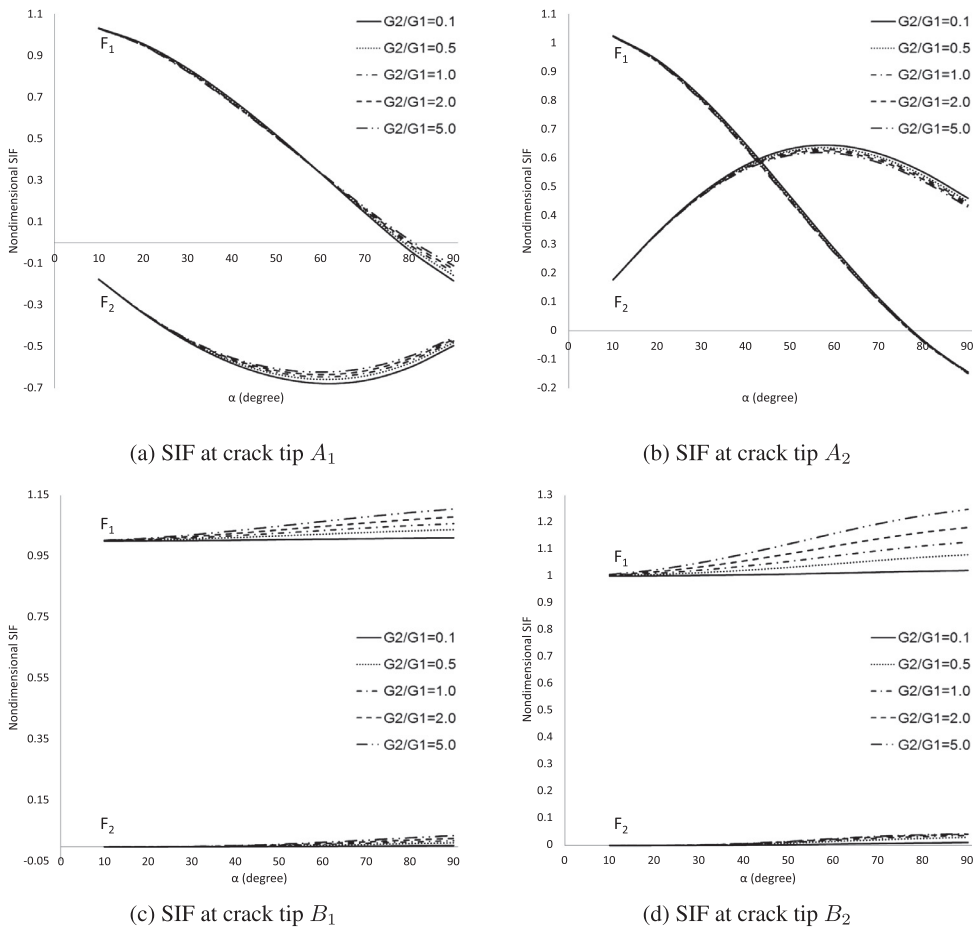 1.1
0.9
0.7
0.5
0.3
0.1
-0.1
-0.3
-0.5
-0.7
Nondimensional SIF
F1
F2
0 10 20 30 40 50 60 70 80 90
α (degree)
G2/G1=0.1
G2/G1=0.5
G2/G1=1.0
G2/G1=2.0
G2/G1=5.0
(a) SIF at crack tip A1
1.1
1
0.9
0.8
0.7
0.6
0.5
0.4
0.3
0.2
0.1
0
-0.1
-0.2
Nondimensional SIF
F1
F2
0 10 20 30 40 50 60 70 80 90
α (degree)
G2/G1=0.1
G2/G1=0.5
G2/G1=1.0
G2/G1=2.0
G2/G1=5.0
(b) SIF at crack tip A2
1.15
0.95
0.75
0.55
0.35
0.15
-0.05
Nondimensional SIF
F1
F2
0 10 20 30 40 50 60 70 80 90
α (degree)
G2/G1=0.1
G2/G1=0.5
G2/G1=1.0
G2/G1=2.0
G2/G1=5.0
(c) SIF at crack tip B1
1.3
1.2
1.1
1
0.9
0.8
0.7
0.6
0.5
0.4
0.3
0.2
0.1
0
Nondimensional SIF
F1
F2
0 10 20 30 40 50 60 70 80 90
α (degree)
G2/G1=0.1
G2/G1=0.5
G2/G1=1.0
G2/G1=2.0
G2/G1=5.0
(d) SIF at crack tip B2